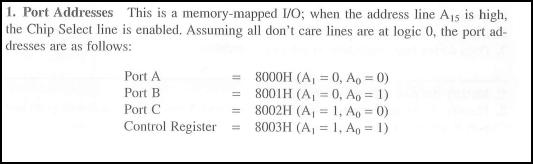 1. Port Addresses This is a memory-mapped I/O; when the address line A₁₅ is high,
the Chip Select line is enabled. Assuming all don't care lines are at logic 0, the port ad-
dresses are as follows:
Port A = 8000H (A₁ = 0, A₀ = 0)
Port B = 8001H (A₁ = 0, A₀ = 1)
Port C = 8002H (A₁ = 1, A₀ = 0)
Control Register = 8003H (A₁ = 1, A₀ = 1)